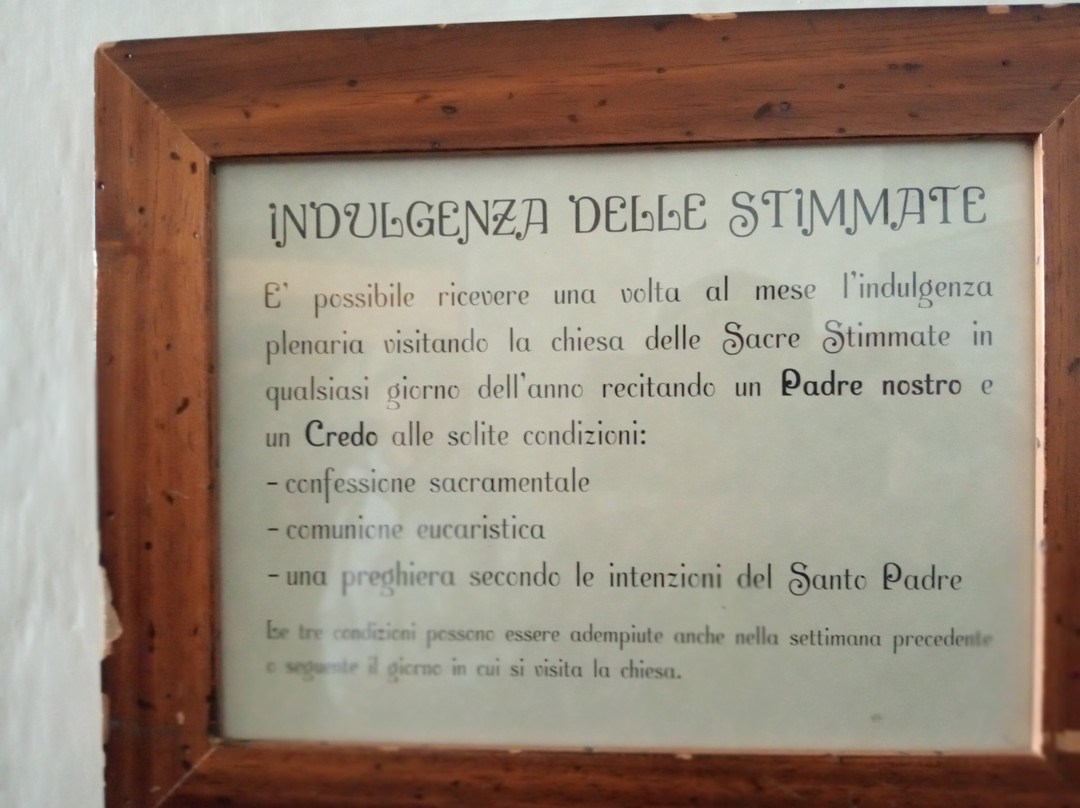 INDULGENZA DELLE STIMMATE
E' possibile ricevere una volta al mese l'indulgenza
plenaria visitando la chiesa delle Sacre Stimmate in
qualsiasi giorno dell'anno recitando un Padre nostro e
un Credo alle solite condizioni:
- confessione sacramentale
- comunione eucaristica
- una preghiera secondo le intenzioni del Santo Padre
Le tre condizioni possono essere adempiute anche nella settimana precedente
o seguente il giorno in cui si visita la chiesa.